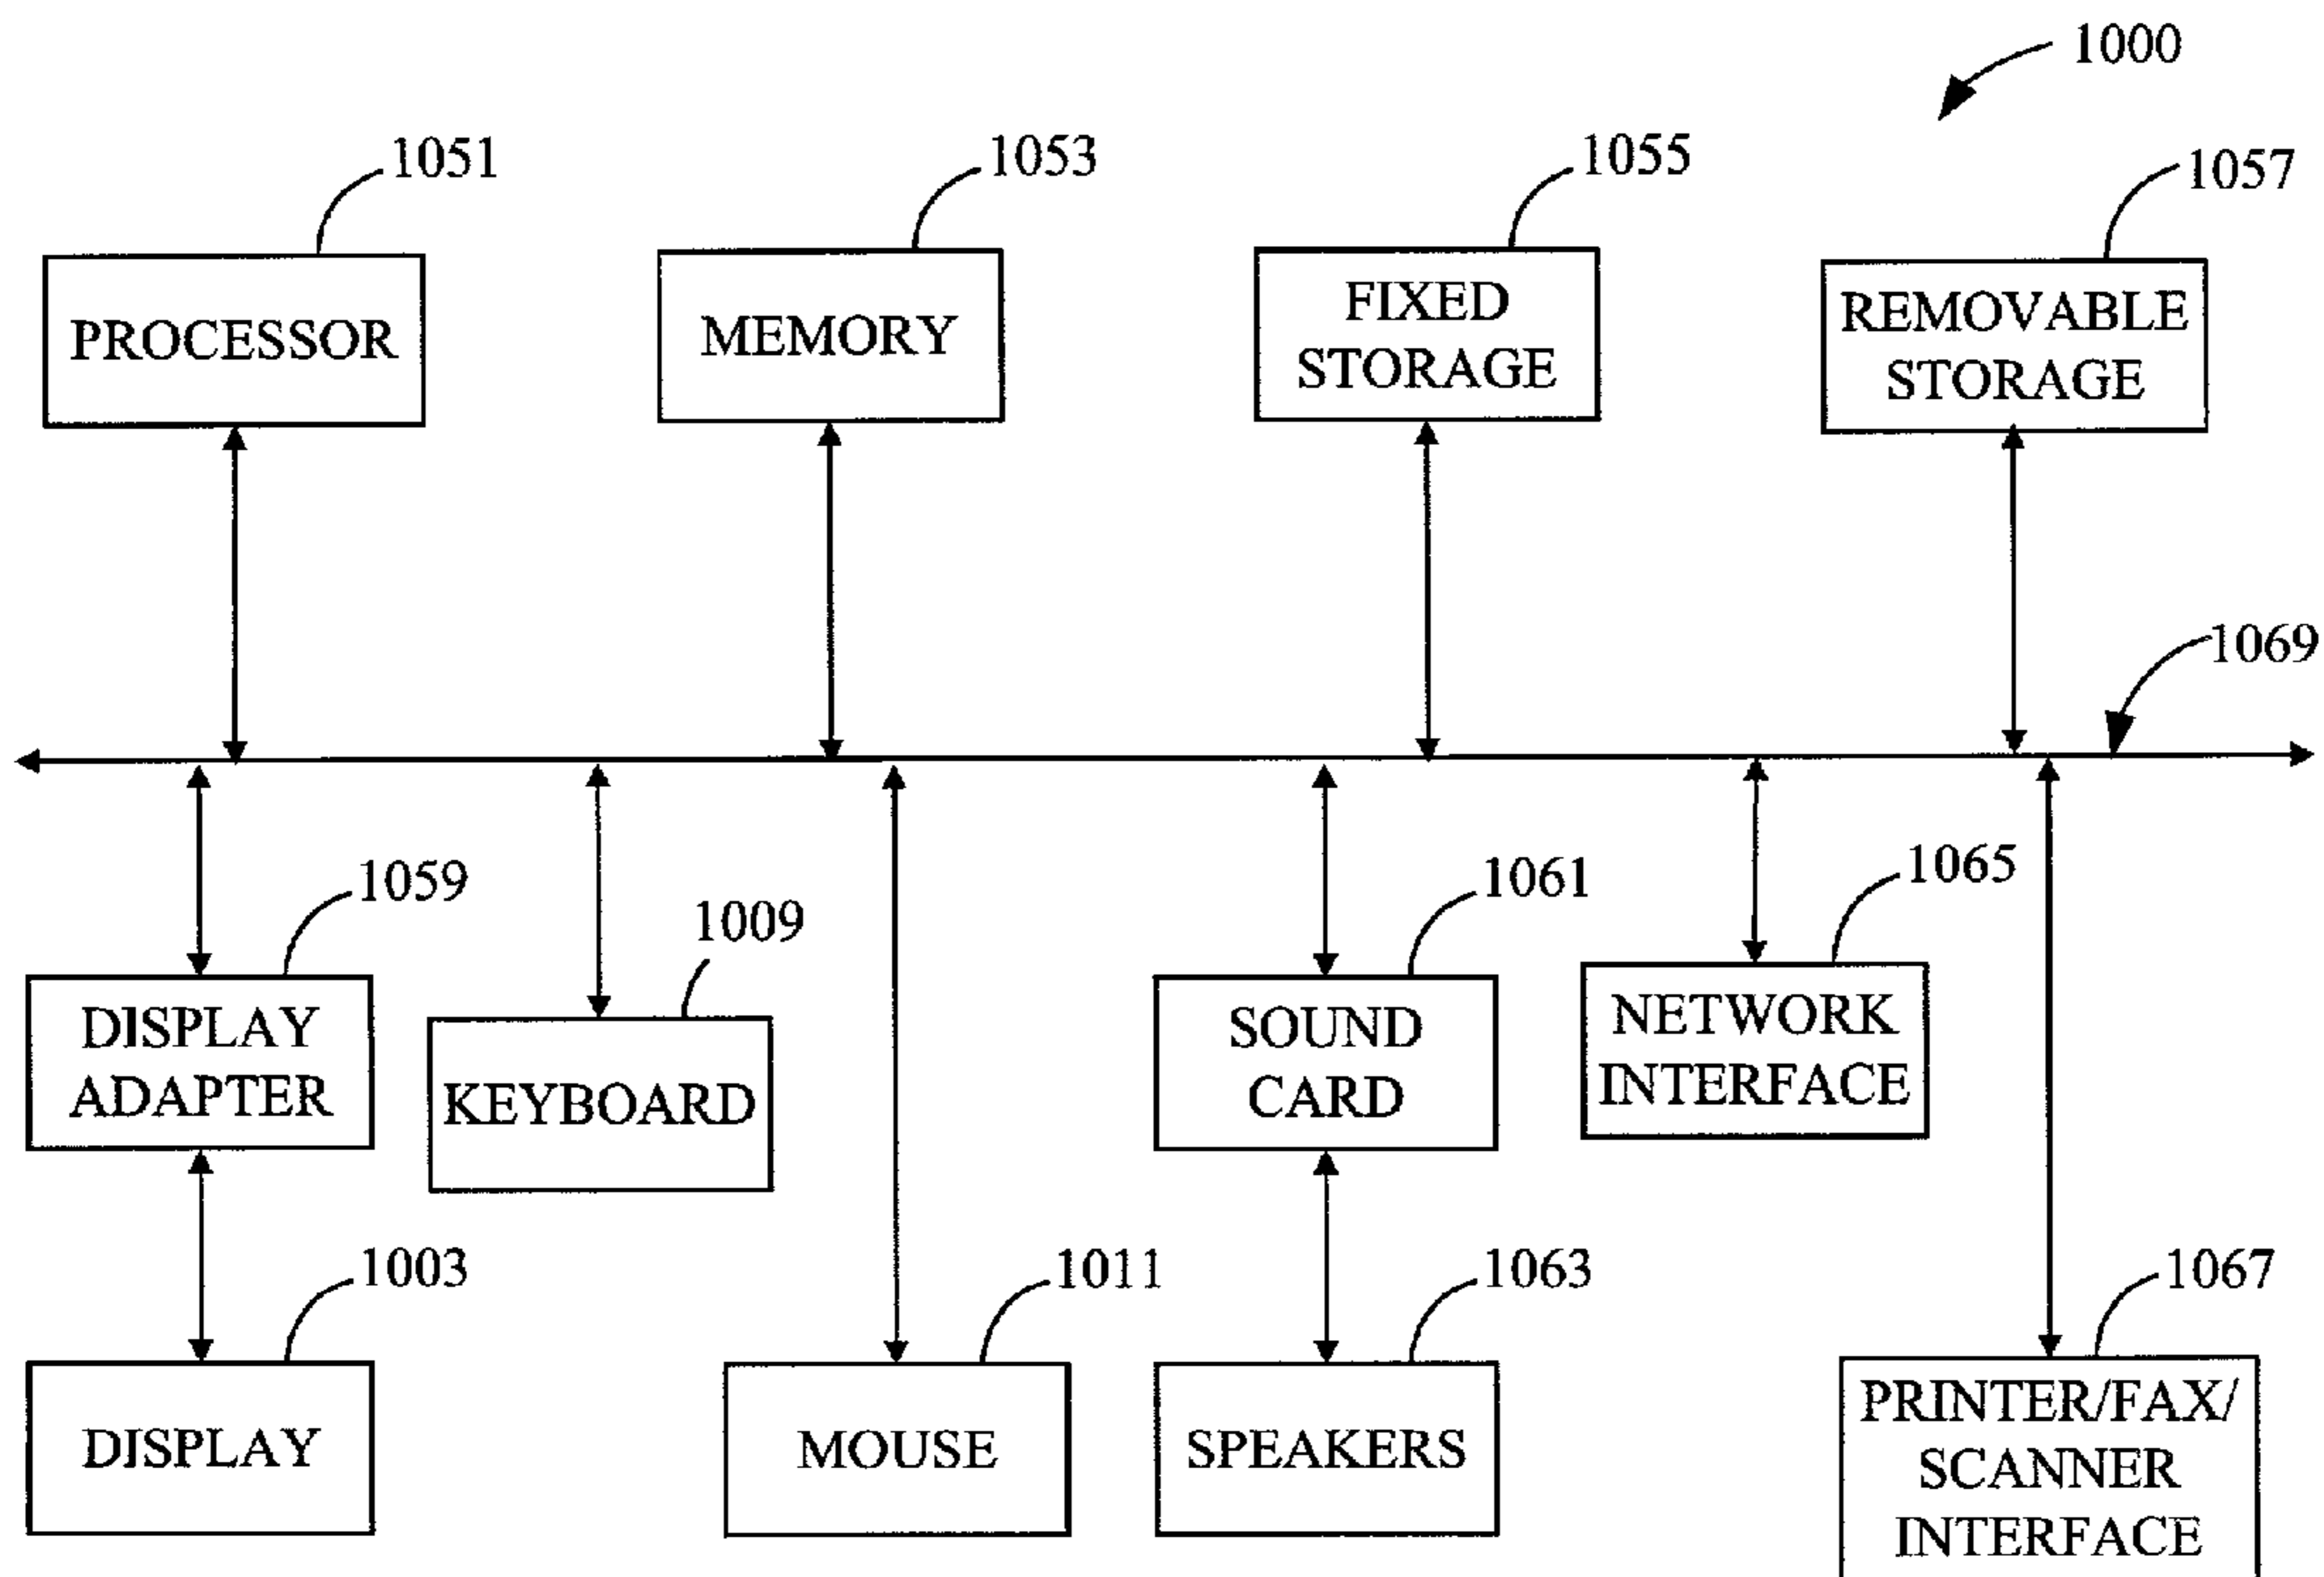 1000
1051
1053
1055
1057
PROCESSOR
MEMORY
FIXED
STORAGE
REMOVABLE
STORAGE
1069
1059
1009
1061
1065
DISPLAY
ADAPTER
KEYBOARD
SOUND
CARD
NETWORK
INTERFACE
1003
1011
1063
1067
DISPLAY
MOUSE
SPEAKERS
PRINTER/FAX/
SCANNER
INTERFACE